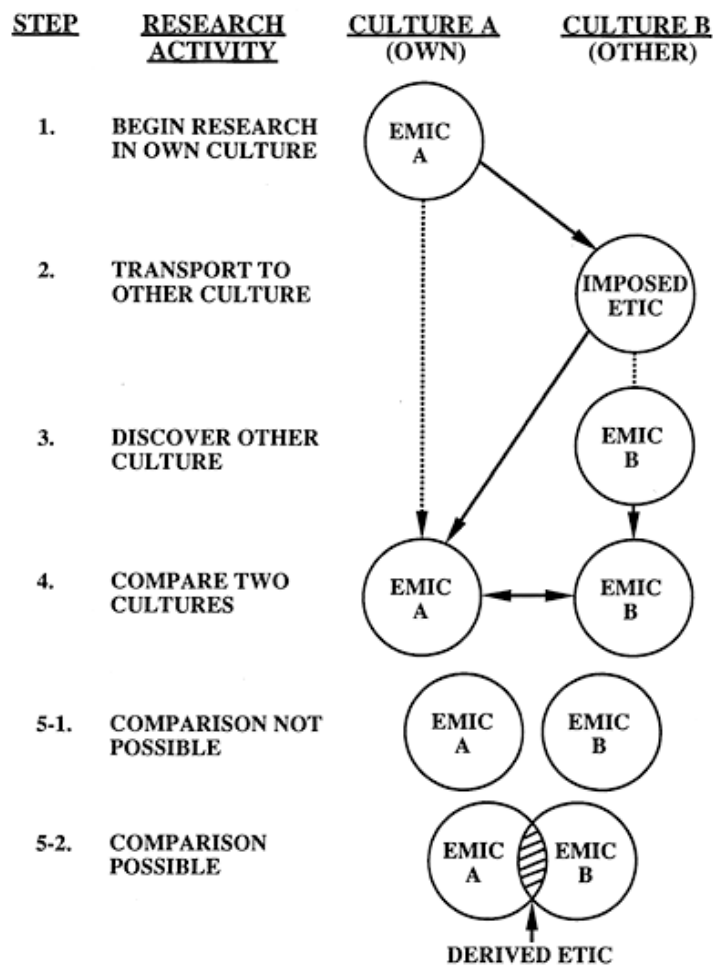 STEP RESEARCH ACTIVITY CULTURE A (OWN) CULTURE B (OTHER)
1. BEGIN RESEARCH
IN OWN CULTURE
EMIC
A
2. TRANSPORT TO
OTHER CULTURE
IMPOSED
ETIC
3. DISCOVER OTHER
CULTURE
EMIC
B
4. COMPARE TWO
CULTURES
EMIC
A
EMIC
B
5-1. COMPARISON NOT
POSSIBLE
EMIC
A
EMIC
B
5-2. COMPARISON
POSSIBLE
EMIC
A
EMIC
B
DERIVED ETIC